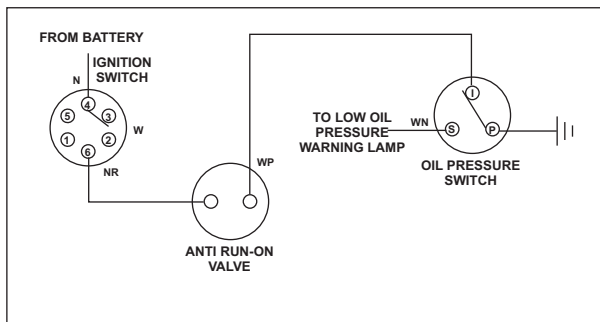 FROM BATTERY
IGNITION
SWITCH
N
4
5
3
W
1
2
6
NR
WP
ANTI RUN-ON
VALVE
I
TO LOW OIL
PRESSURE
WARNING LAMP
WN
S
P
OIL PRESSURE
SWITCH